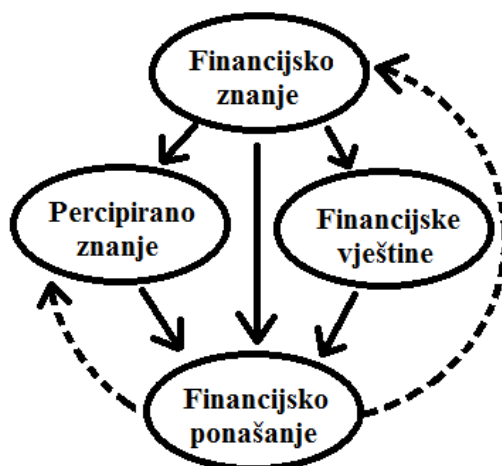 Financijsko
znanje
Percipirano
znanje
Financijske
vještine
Financijsko
ponašanje